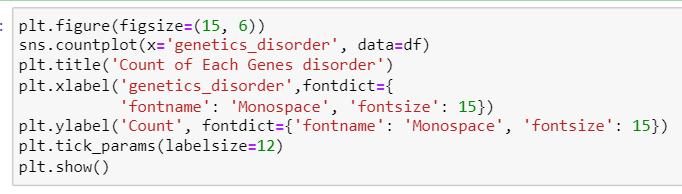 :
plt.figure(figsize=(15, 6))
sns.countplot(x='genetics_disorder', data=df)
plt.title('Count of Each Genes disorder')
plt.xlabel('genetics_disorder',fontdict={
'fontname': 'Monospace', 'fontsize': 15})
plt.ylabel('Count', fontdict={'fontname': 'Monospace', 'fontsize': 15})
plt.tick_params(labelsize=12)
plt.show()